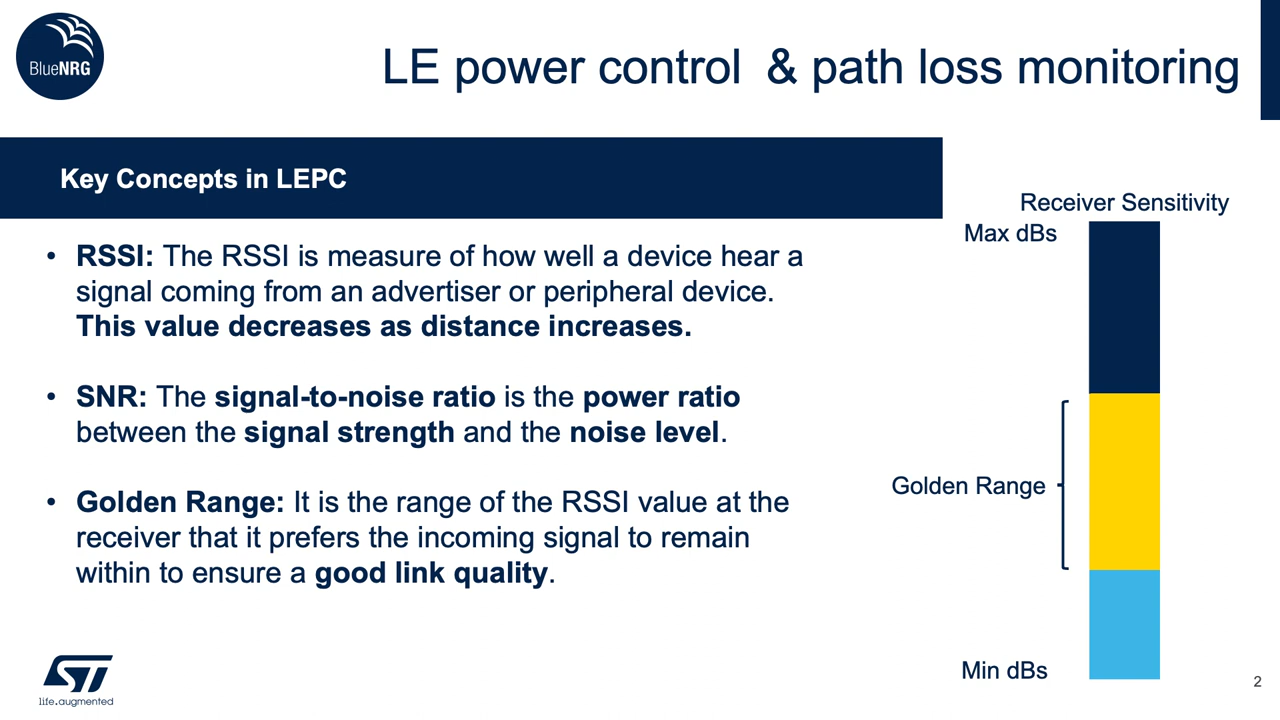 BlueNRG
LE power control & path loss monitoring
Key Concepts in LEPC
• RSSI: The RSSI is measure of how well a device hear a
signal coming from an advertiser or peripheral device.
This value decreases as distance increases.
• SNR: The signal-to-noise ratio is the power ratio
between the signal strength and the noise level.
• Golden Range: It is the range of the RSSI value at the
receiver that it prefers the incoming signal to remain
within to ensure a good link quality.
Receiver Sensitivity
Max dBs
Golden Range
Min dBs
ST
life.augmented
2